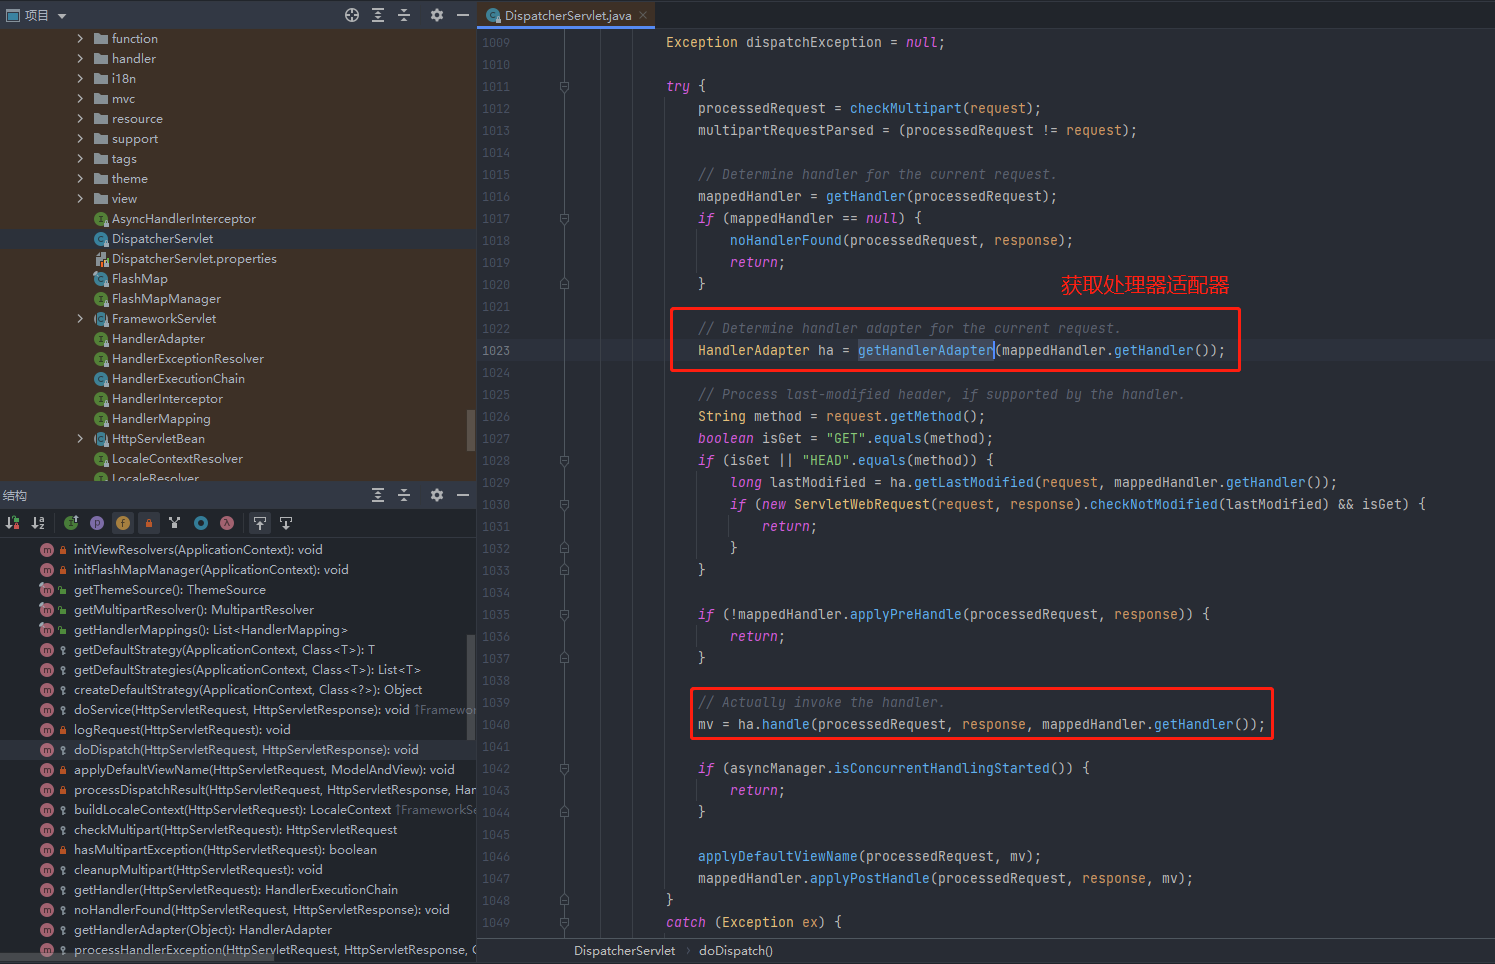 项目
function
handler
i18n
mvc
resource
support
tags
theme
view
AsyncHandlerInterceptor
DispatcherServlet
DispatcherServlet.properties
FlashMap
FlashMapManager
FrameworkServlet
HandlerAdapter
HandlerExceptionResolver
HandlerExecutionChain
HandlerInterceptor
HandlerMapping
HttpServletBean
LocaleContextResolver
LocaleResolver
结构
initViewResolvers(ApplicationContext): void
initFlashMapManager(ApplicationContext): void
getThemeSource(): ThemeSource
getMultipartResolver(): MultipartResolver
getHandlerMappings(): List<HandlerMapping>
getDefaultStrategy(ApplicationContext, Class<T>): T
getDefaultStrategies(ApplicationContext, Class<T>): List<T>
createDefaultStrategy(ApplicationContext, Class<?>): Object
doService(HttpServletRequest, HttpServletResponse): void ↑Framewor
logRequest(HttpServletRequest): void
doDispatch(HttpServletRequest, HttpServletResponse): void
applyDefaultViewName(HttpServletRequest, ModelAndView): void
processDispatchResult(HttpServletRequest, HttpServletResponse, Han
buildLocaleContext(HttpServletRequest): LocaleContext ↑FrameworkSe
checkMultipart(HttpServletRequest): HttpServletRequest
hasMultipartException(HttpServletRequest): boolean
cleanupMultipart(HttpServletRequest): void
getHandler(HttpServletRequest): HandlerExecutionChain
noHandlerFound(HttpServletRequest, HttpServletResponse): void
getHandlerAdapter(Object): HandlerAdapter
processHandlerException(HttpServletRequest, HttpServletResponse, C
DispatcherServlet.java
1009 Exception dispatchException = null;
1010
1011 try {
1012 processedRequest = checkMultipart(request);
1013 multipartRequestParsed = (processedRequest != request);
1014
1015 // Determine handler for the current request.
1016 mappedHandler = getHandler(processedRequest);
1017 if (mappedHandler == null) {
1018 noHandlerFound(processedRequest, response);
1019 return;
1020 }
获取处理器适配器
1021
1022 // Determine handler adapter for the current request.
1023 HandlerAdapter ha = getHandlerAdapter(mappedHandler.getHandler());
1024
1025 // Process last-modified header, if supported by the handler.
1026 String method = request.getMethod();
1027 boolean isGet = "GET".equals(method);
1028 if (isGet || "HEAD".equals(method)) {
1029 long lastModified = ha.getLastModified(request, mappedHandler.getHandler());
1030 if (new ServletWebRequest(request, response).checkNotModified(lastModified) && isGet) {
1031 return;
1032 }
1033 }
1034
1035 if (!mappedHandler.applyPreHandle(processedRequest, response)) {
1036 return;
1037 }
1038
1039 // Actually invoke the handler.
1040 mv = ha.handle(processedRequest, response, mappedHandler.getHandler());
1041
1042 if (asyncManager.isConcurrentHandlingStarted()) {
1043 return;
1044 }
1045
1046 applyDefaultViewName(processedRequest, mv);
1047 mappedHandler.applyPostHandle(processedRequest, response, mv);
1048 }
1049 catch (Exception ex) {
DispatcherServlet › doDispatch()